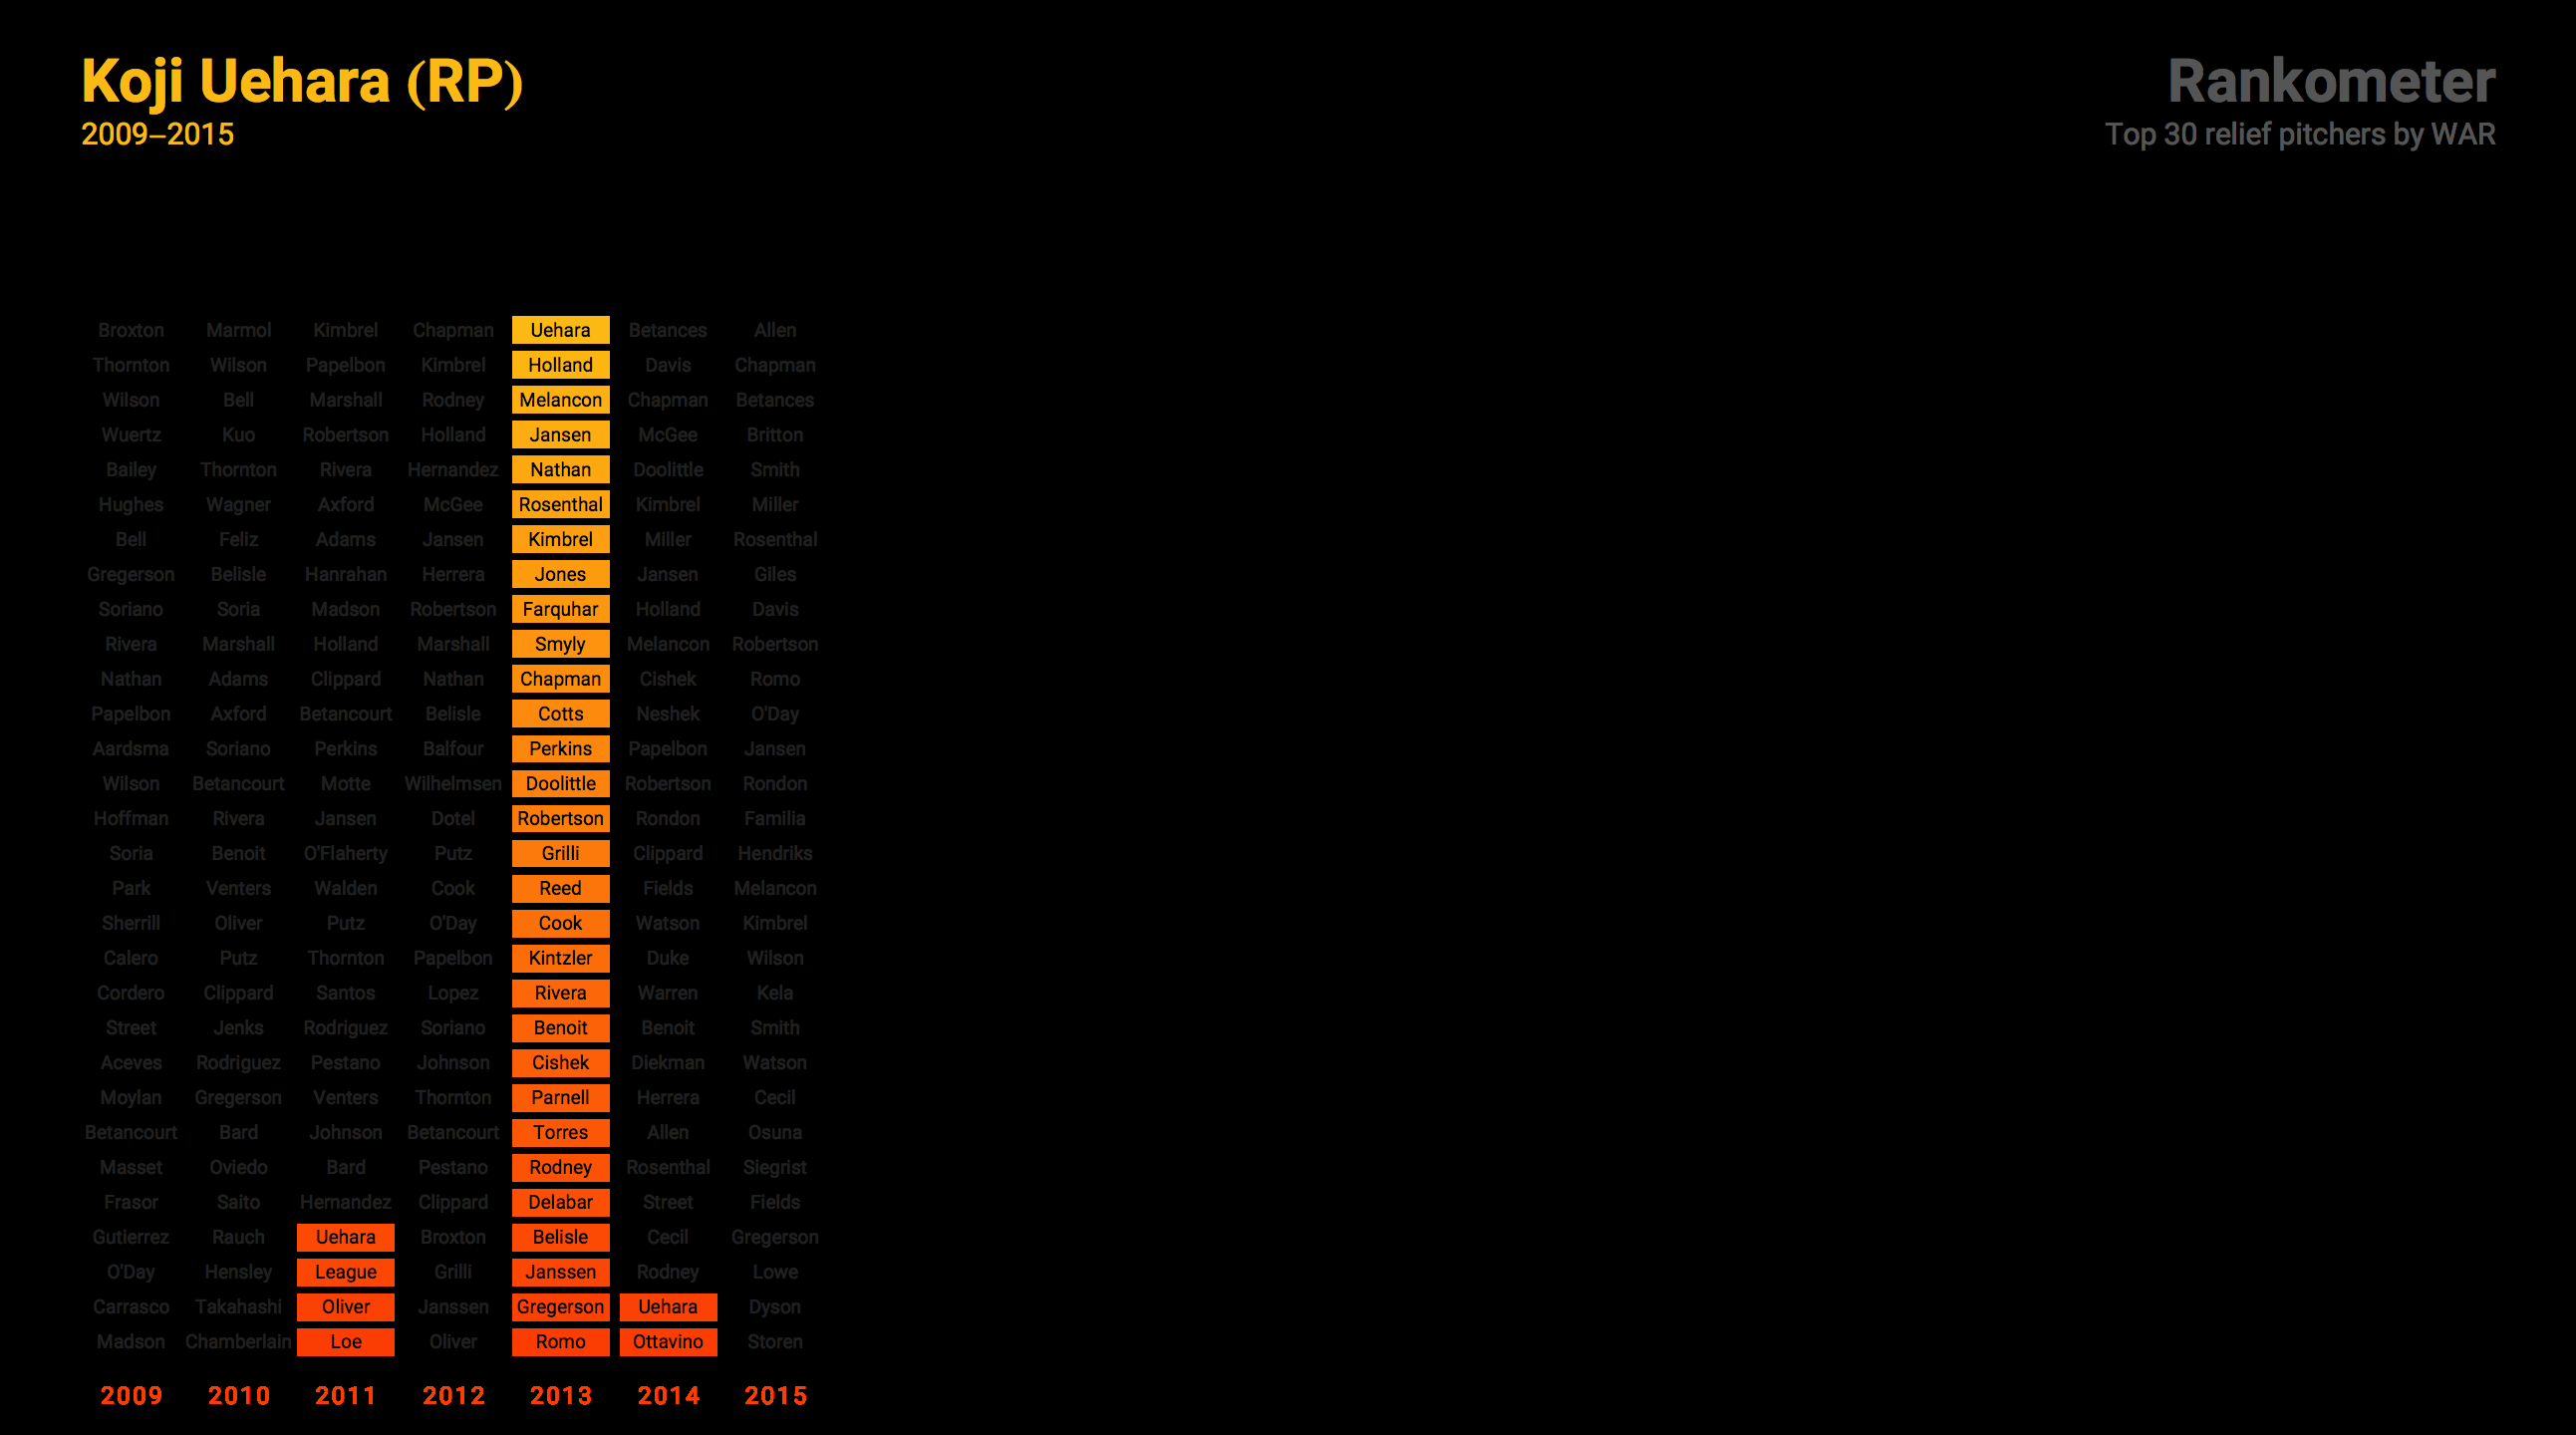 Koji Uehara (RP)
2009–2015
Rankometer
Top 30 relief pitchers by WAR
Broxton Marmol Kimbrel Chapman Uehara Betances Allen
Thornton Wilson Papelbon Kimbrel Holland Davis Chapman
Wilson Bell Marshall Rodney Melancon Chapman Betances
Wuertz Kuo Robertson Holland Jansen McGee Britton
Bailey Thornton Rivera Hernandez Nathan Doolittle Smith
Hughes Wagner Axford McGee Rosenthal Kimbrel Miller
Bell Feliz Adams Jansen Kimbrel Miller Rosenthal
Gregerson Belisle Hanrahan Herrera Jones Jansen Giles
Soriano Soria Madson Robertson Farquhar Holland Davis
Rivera Marshall Holland Marshall Smyly Melancon Robertson
Nathan Adams Clippard Nathan Chapman Cishek Romo
Papelbon Axford Betancourt Belisle Cotts Neshek O'Day
Aardsma Soriano Perkins Balfour Perkins Papelbon Jansen
Wilson Betancourt Motte Wilhelmsen Doolittle Robertson Rondon
Hoffman Rivera Jansen Dotel Robertson Rondon Familia
Soria Benoit O'Flaherty Putz Grilli Clippard Hendriks
Park Venters Walden Cook Reed Fields Melancon
Sherrill Oliver Putz O'Day Cook Watson Kimbrel
Calero Putz Thornton Papelbon Kintzler Duke Wilson
Cordero Clippard Santos Lopez Rivera Warren Kela
Street Jenks Rodriguez Soriano Benoit Benoit Smith
Aceves Rodriguez Pestano Johnson Cishek Diekman Watson
Moylan Gregerson Venters Thornton Parnell Herrera Cecil
Betancourt Bard Johnson Betancourt Torres Allen Osuna
Masset Oviedo Bard Pestano Rodney Rosenthal Siegrist
Frasor Saito Hernandez Clippard Delabar Street Fields
Gutierrez Rauch Uehara Broxton Belisle Cecil Gregerson
O'Day Hensley League Grilli Janssen Rodney Lowe
Carrasco Takahashi Oliver Janssen Gregerson Uehara Dyson
Madson Chamberlain Loe Oliver Romo Ottavino Storen
2009 2010 2011 2012 2013 2014 2015